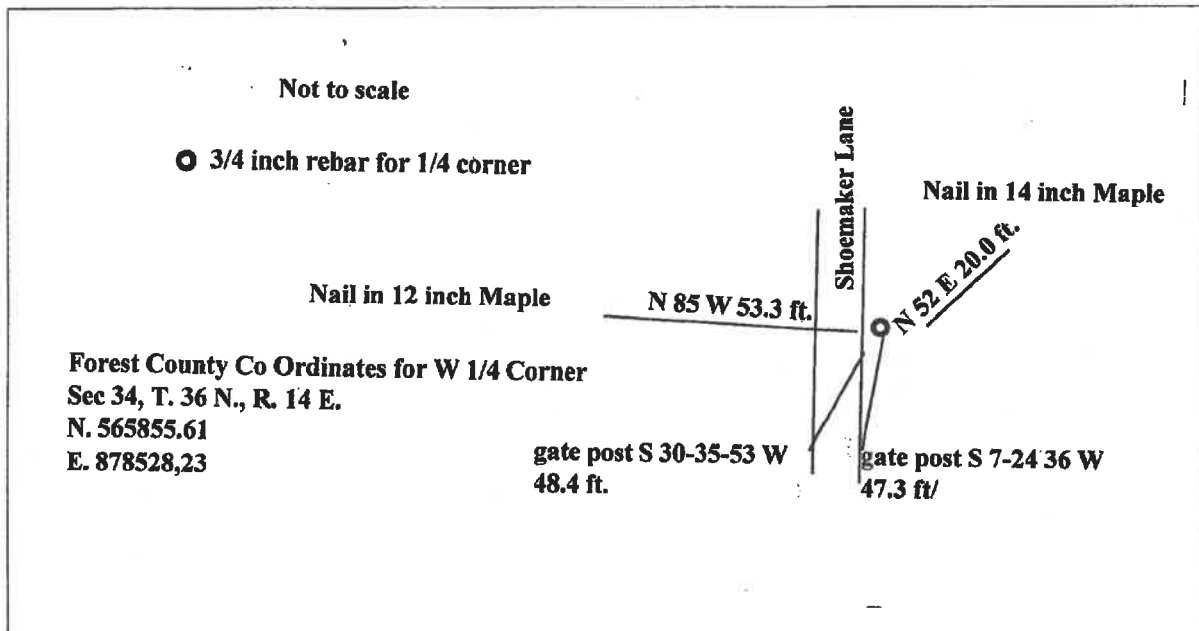 Not to scale
3/4 inch rebar for 1/4 corner
Shoemaker Lane
Nail in 14 inch Maple
N 52 E 20.0 ft.
Nail in 12 inch Maple
N 85 W 53.3 ft.
Forest County Co Ordinates for W 1/4 Corner
Sec 34, T. 36 N., R. 14 E.
N. 565855.61
E. 878528,23
gate post S 30-35-53 W
48.4 ft.
gate post S 7-24 36 W
47.3 ft/